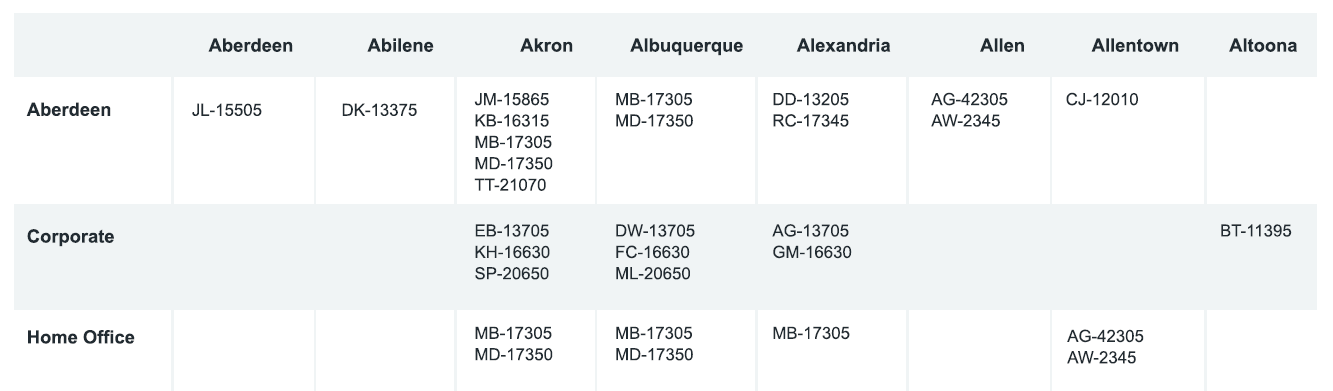 Aberdeen Abilene Akron Albuquerque Alexandria Allen Allentown Altoona
Aberdeen JL-15505 DK-13375 JM-15865 MB-17305 DD-13205 AG-42305 CJ-12010
KB-16315 MD-17350 RC-17345 AW-2345
MB-17305
MD-17350
TT-21070
Corporate EB-13705 DW-13705 AG-13705 BT-11395
KH-16630 FC-16630 GM-16630
SP-20650 ML-20650
Home Office MB-17305 MB-17305 MB-17305 AG-42305
MD-17350 MD-17350 AW-2345